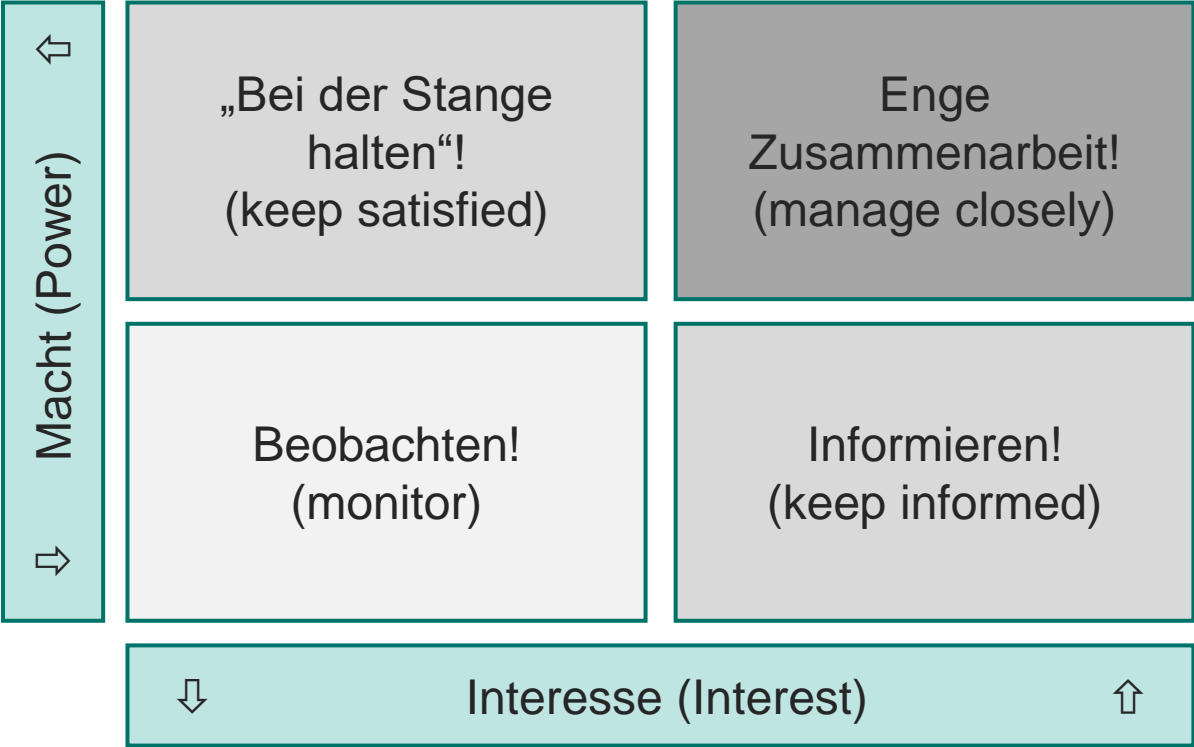 „Bei der Stange
halten“!
(keep satisfied)
Enge
Zusammenarbeit!
(manage closely)
Macht (Power)
Beobachten!
(monitor)
Informieren!
(keep informed)
Interesse (Interest)